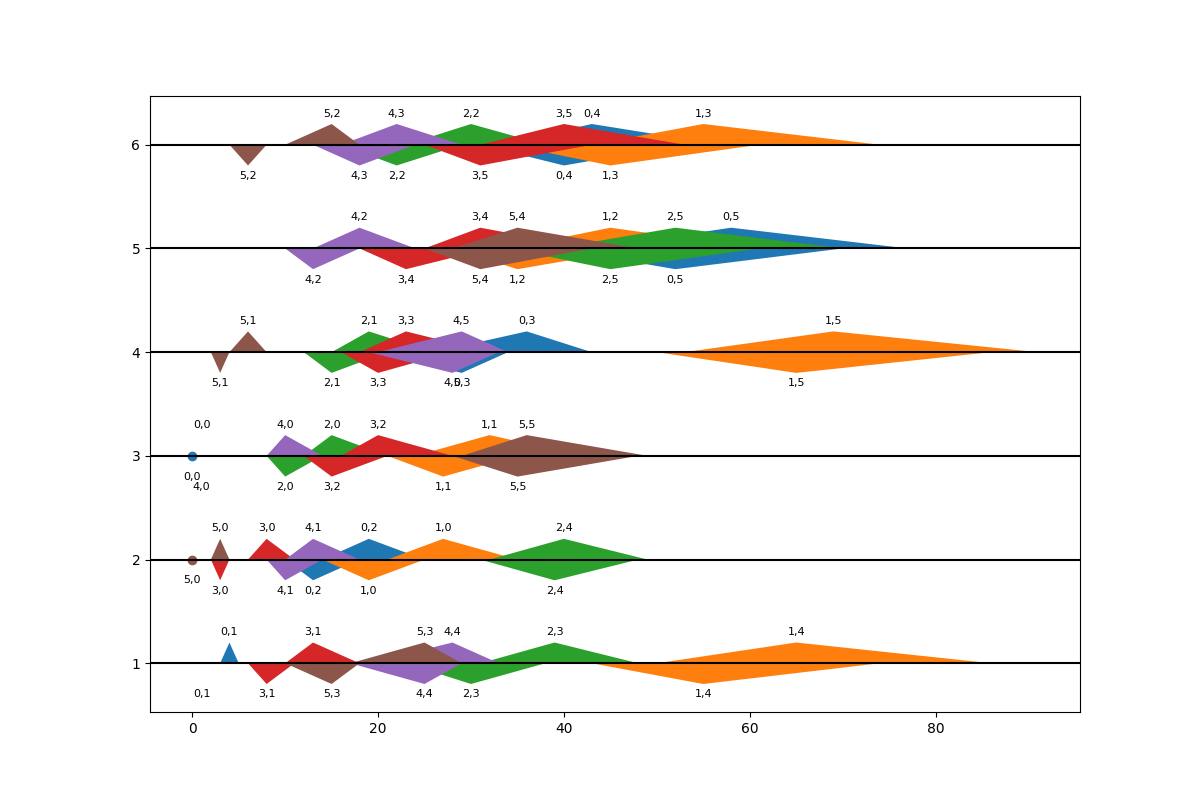 5,2 4,3 2,2 3,5 0,4 1,3
6
5,2 4,3 2,2 3,5 0,4 1,3
4,2 3,4 5,4 1,2 2,5 0,5
5
4,2 3,4 5,4 1,2 2,5 0,5
5,1 2,1 3,3 4,5 0,3 1,5
4
5,1 2,1 3,3 4,5 0,3 1,5
0,0 4,0 2,0 3,2 1,1 5,5
3
0,0
4,0 2,0 3,2 1,1 5,5
5,0 3,0 4,1 0,2 1,0 2,4
2
5,0
3,0 4,1 0,2 1,0 2,4
0,1 3,1 5,3 4,4 2,3 1,4
1
0,1 3,1 5,3 4,4 2,3 1,4
0 20 40 60 80